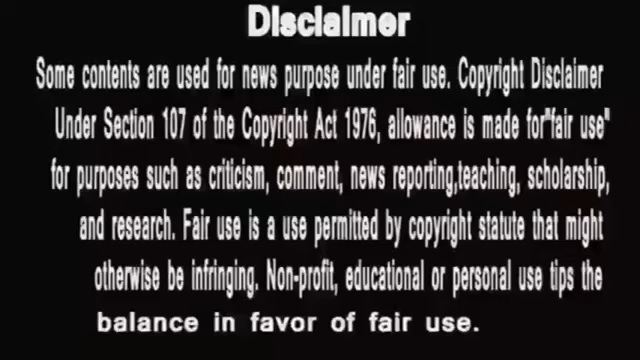 Disclaimer
Some contents are used for news purpose under fair use. Copyright Disclaimer
Under Section 107 of the Copyright Act 1976, allowance is made for"fair use"
for purposes such as criticism, comment, news reporting,teaching, scholarship,
and research. Fair use is a use permitted by copyright statute that might
otherwise be infringing. Non-profit, educational or personal use tips the
balance in favor of fair use.